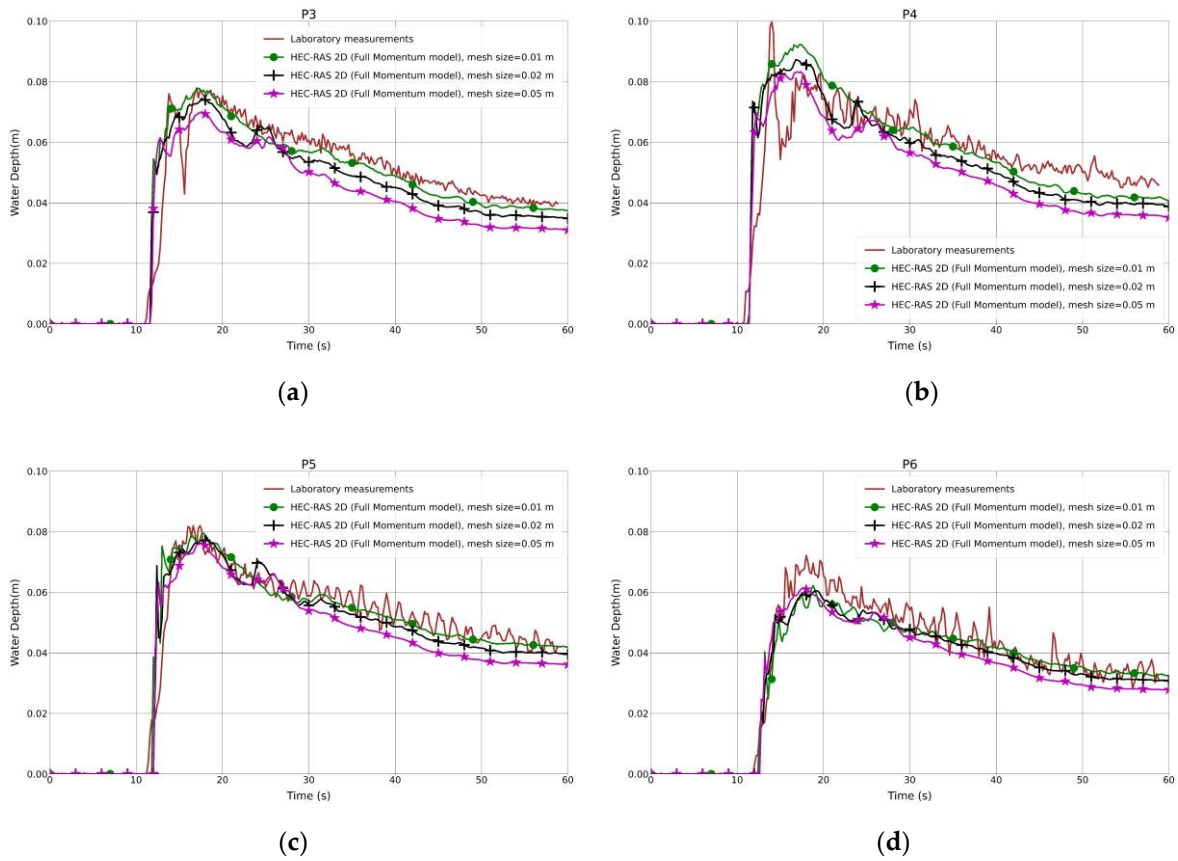 P3
0.10
0.08
0.06
0.04
0.02
0.00
Water Depth(m)
Laboratory measurements
HEC-RAS 2D (Full Momentum model), mesh size=0.01 m
HEC-RAS 2D (Full Momentum model), mesh size=0.02 m
HEC-RAS 2D (Full Momentum model), mesh size=0.05 m
0 10 20 30 40 50 60
Time (s)
(a)
P4
0.10
0.08
0.06
0.04
0.02
0.00
Water Depth(m)
Laboratory measurements
HEC-RAS 2D (Full Momentum model), mesh size=0.01 m
HEC-RAS 2D (Full Momentum model), mesh size=0.02 m
HEC-RAS 2D (Full Momentum model), mesh size=0.05 m
0 10 20 30 40 50 60
Time (s)
(b)
P5
0.10
0.08
0.06
0.04
0.02
0.00
Water Depth(m)
Laboratory measurements
HEC-RAS 2D (Full Momentum model), mesh size=0.01 m
HEC-RAS 2D (Full Momentum model), mesh size=0.02 m
HEC-RAS 2D (Full Momentum model), mesh size=0.05 m
0 10 20 30 40 50 60
Time (s)
(c)
P6
0.10
0.08
0.06
0.04
0.02
0.00
Water Depth(m)
Laboratory measurements
HEC-RAS 2D (Full Momentum model), mesh size=0.01 m
HEC-RAS 2D (Full Momentum model), mesh size=0.02 m
HEC-RAS 2D (Full Momentum model), mesh size=0.05 m
0 10 20 30 40 50 60
Time (s)
(d)